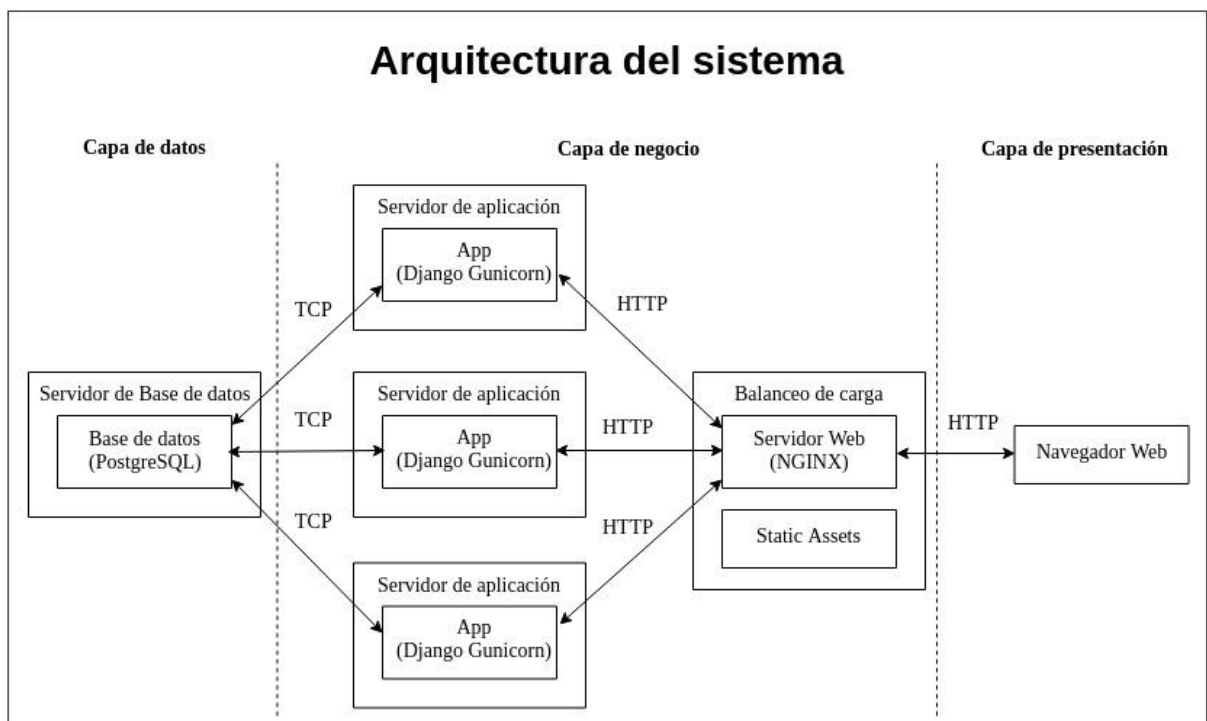 Arquitectura del sistema
Capa de datos
Capa de negocio
Capa de presentación
Servidor de aplicación
App
(Django Gunicorn)
TCP
HTTP
Servidor de Base de datos
Base de datos
(PostgreSQL)
TCP
Servidor de aplicación
App
(Django Gunicorn)
HTTP
Balanceo de carga
Servidor Web
(NGINX)
Static Assets
HTTP
Navegador Web
TCP
HTTP
Servidor de aplicación
App
(Django Gunicorn)